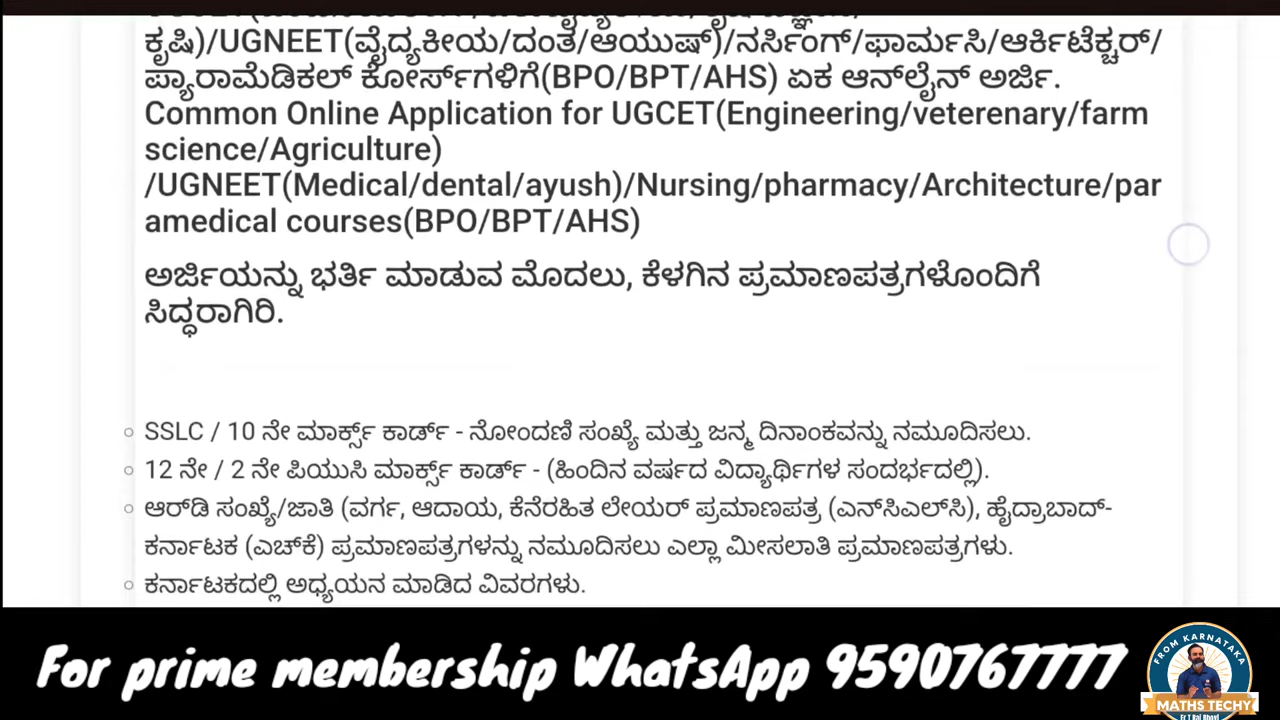 ಕೃಷಿ)/UGNEET(ವೈದ್ಯಕೀಯ/ದಂತ/ಆಯುಷ್)/ನರ್ಸಿಂಗ್/ಫಾರ್ಮಸಿ/ಆರ್ಕಿಟೆಕ್ಚರ್/
ಪ್ಯಾರಾಮೆಡಿಕಲ್ ಕೋರ್ಸ್‌ಗಳಿಗೆ(BPO/BPT/AHS) ಏಕ ಆನ್‌ಲೈನ್ ಅರ್ಜಿ.
Common Online Application for UGCET(Engineering/veterenary/farm
science/Agriculture)
/UGNEET(Medical/dental/ayush)/Nursing/pharmacy/Architecture/par
amedical courses(BPO/BPT/AHS)
ಅರ್ಜಿಯನ್ನು ಭರ್ತಿ ಮಾಡುವ ಮೊದಲು, ಕೆಳಗಿನ ಪ್ರಮಾಣಪತ್ರಗಳೊಂದಿಗೆ
ಸಿದ್ಧರಾಗಿರಿ.
SSLC / 10 ನೇ ಮಾರ್ಕ್ಸ್ ಕಾರ್ಡ್ - ನೋಂದಣಿ ಸಂಖ್ಯೆ ಮತ್ತು ಜನ್ಮ ದಿನಾಂಕವನ್ನು ನಮೂದಿಸಲು.
12 ನೇ / 2 ನೇ ಪಿಯುಸಿ ಮಾರ್ಕ್ಸ್ ಕಾರ್ಡ್ - (ಹಿಂದಿನ ವರ್ಷದ ವಿದ್ಯಾರ್ಥಿಗಳ ಸಂದರ್ಭದಲ್ಲಿ).
ಆರ್‌ಡಿ ಸಂಖ್ಯೆ/ಜಾತಿ (ವರ್ಗ, ಆದಾಯ, ಕೆನೆರಹಿತ ಲೇಯರ್ ಪ್ರಮಾಣಪತ್ರ (ಎನ್‌ಸಿಎಲ್‌ಸಿ), ಹೈದ್ರಾಬಾದ್-
ಕರ್ನಾಟಕ (ಎಚ್‌ಕೆ) ಪ್ರಮಾಣಪತ್ರಗಳನ್ನು ನಮೂದಿಸಲು ಎಲ್ಲಾ ಮೀಸಲಾತಿ ಪ್ರಮಾಣಪತ್ರಗಳು.
ಕರ್ನಾಟಕದಲ್ಲಿ ಅಧ್ಯಯನ ಮಾಡಿದ ವಿವರಗಳು.
For prime membership WhatsApp 9590767777
FROM KARNATAKA
MATHS TECHY